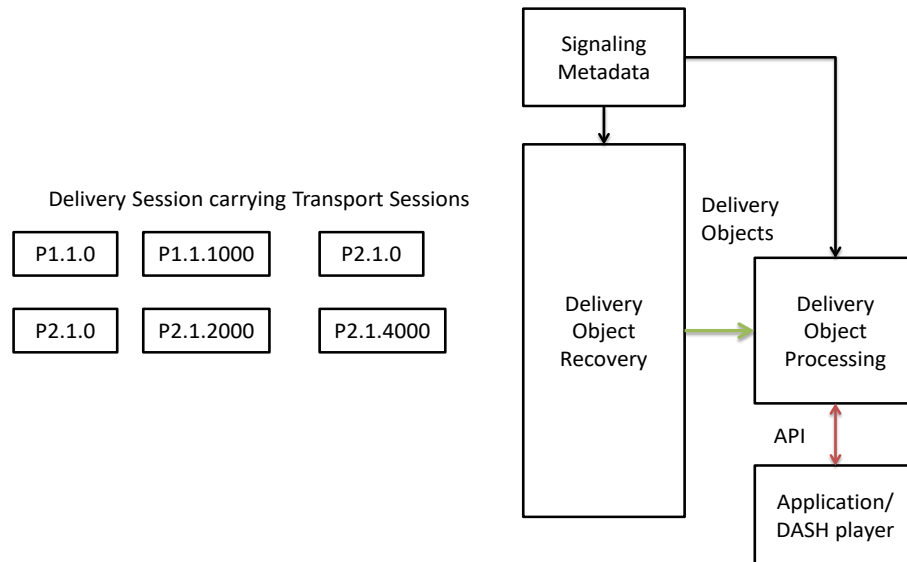 Signaling
Metadata
Delivery Session carrying Transport Sessions
P1.1.0
P1.1.1000
P2.1.0
P2.1.0
P2.1.2000
P2.1.4000
Delivery
Objects
Delivery
Object
Recovery
Delivery
Object
Processing
API
Application/
DASH player